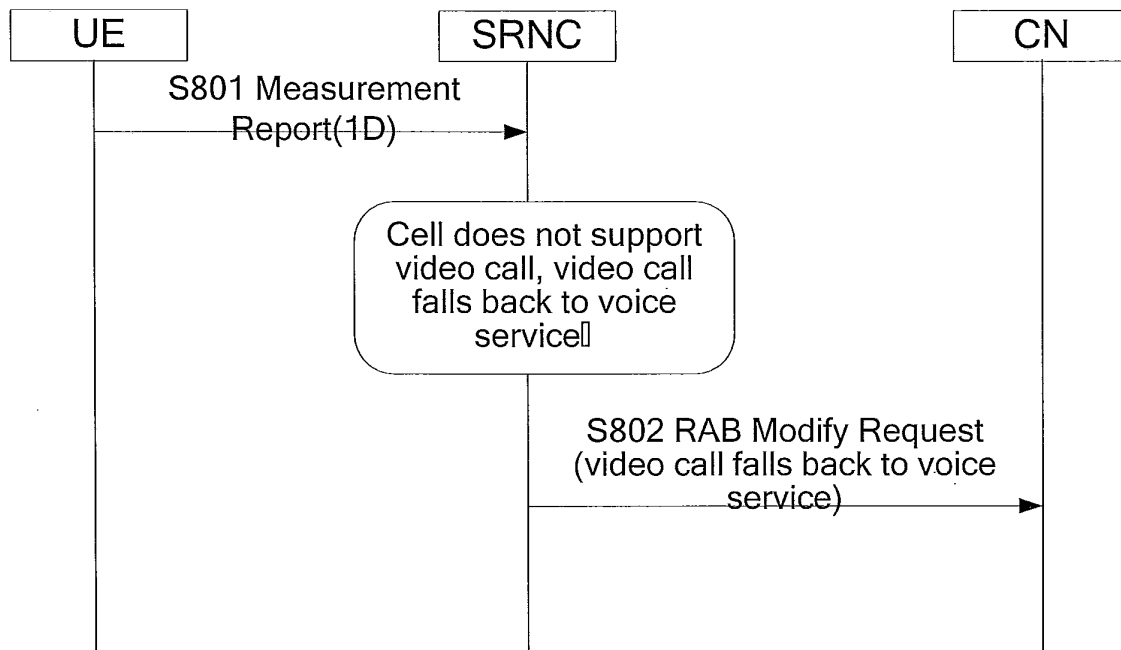 UE
SRNC
CN
S801 Measurement
Report(1D)
Cell does not support
video call, video call
falls back to voice
service▯
S802 RAB Modify Request
(video call falls back to voice
service)